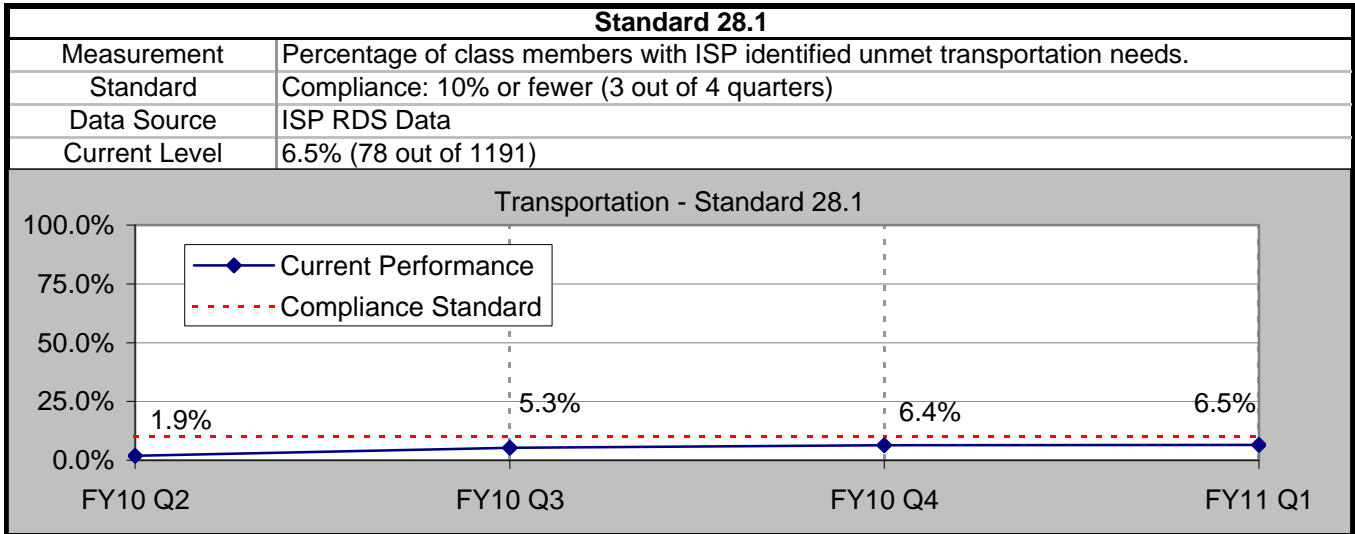 Standard 28.1
Measurement Percentage of class members with ISP identified unmet transportation needs.
Standard Compliance: 10% or fewer (3 out of 4 quarters)
Data Source ISP RDS Data
Current Level 6.5% (78 out of 1191)
Transportation - Standard 28.1
100.0%
75.0%
50.0%
25.0%
0.0%
Current Performance
Compliance Standard
1.9%
5.3%
6.4%
6.5%
FY10 Q2 FY10 Q3 FY10 Q4 FY11 Q1